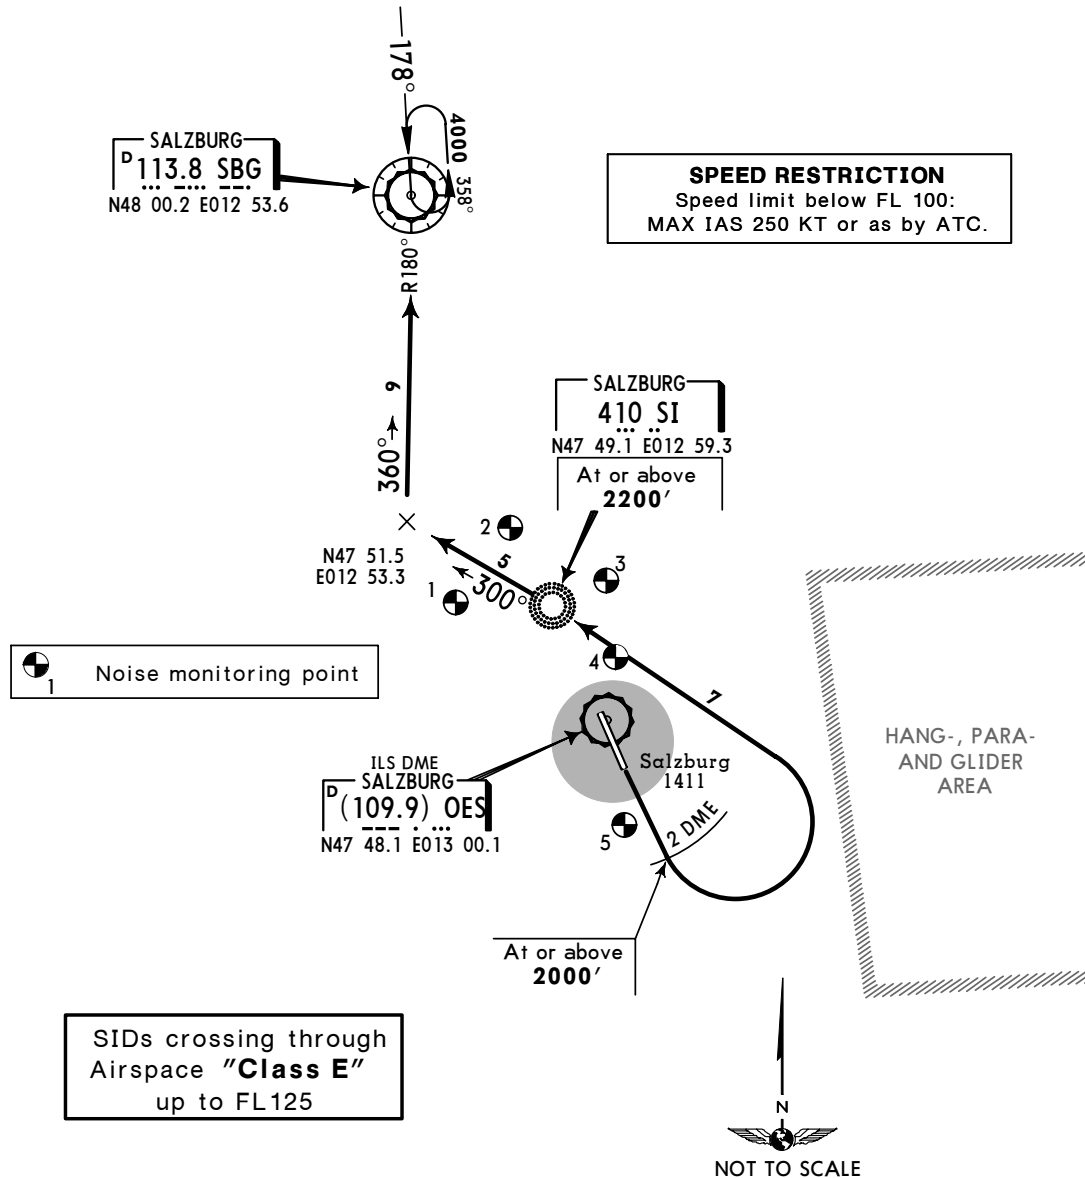 178°
4000
358°
SALZBURG
D 113.8 SBG
N48 00.2 E012 53.6
SPEED RESTRICTION
Speed limit below FL 100:
MAX IAS 250 KT or as by ATC.
R180°
9
360°
SALZBURG
410 SI
N47 49.1 E012 59.3
At or above
2200'
2
N47 51.5
E012 53.3
5
300°
1
3
4
7
1
Noise monitoring point
HANG-, PARA-
AND GLIDER
AREA
Salzburg
1411
ILS DME
SALZBURG
D (109.9) OES
N47 48.1 E013 00.1
5
2 DME
At or above
2000'
SIDs crossing through
Airspace "Class E"
up to FL125
N
NOT TO SCALE